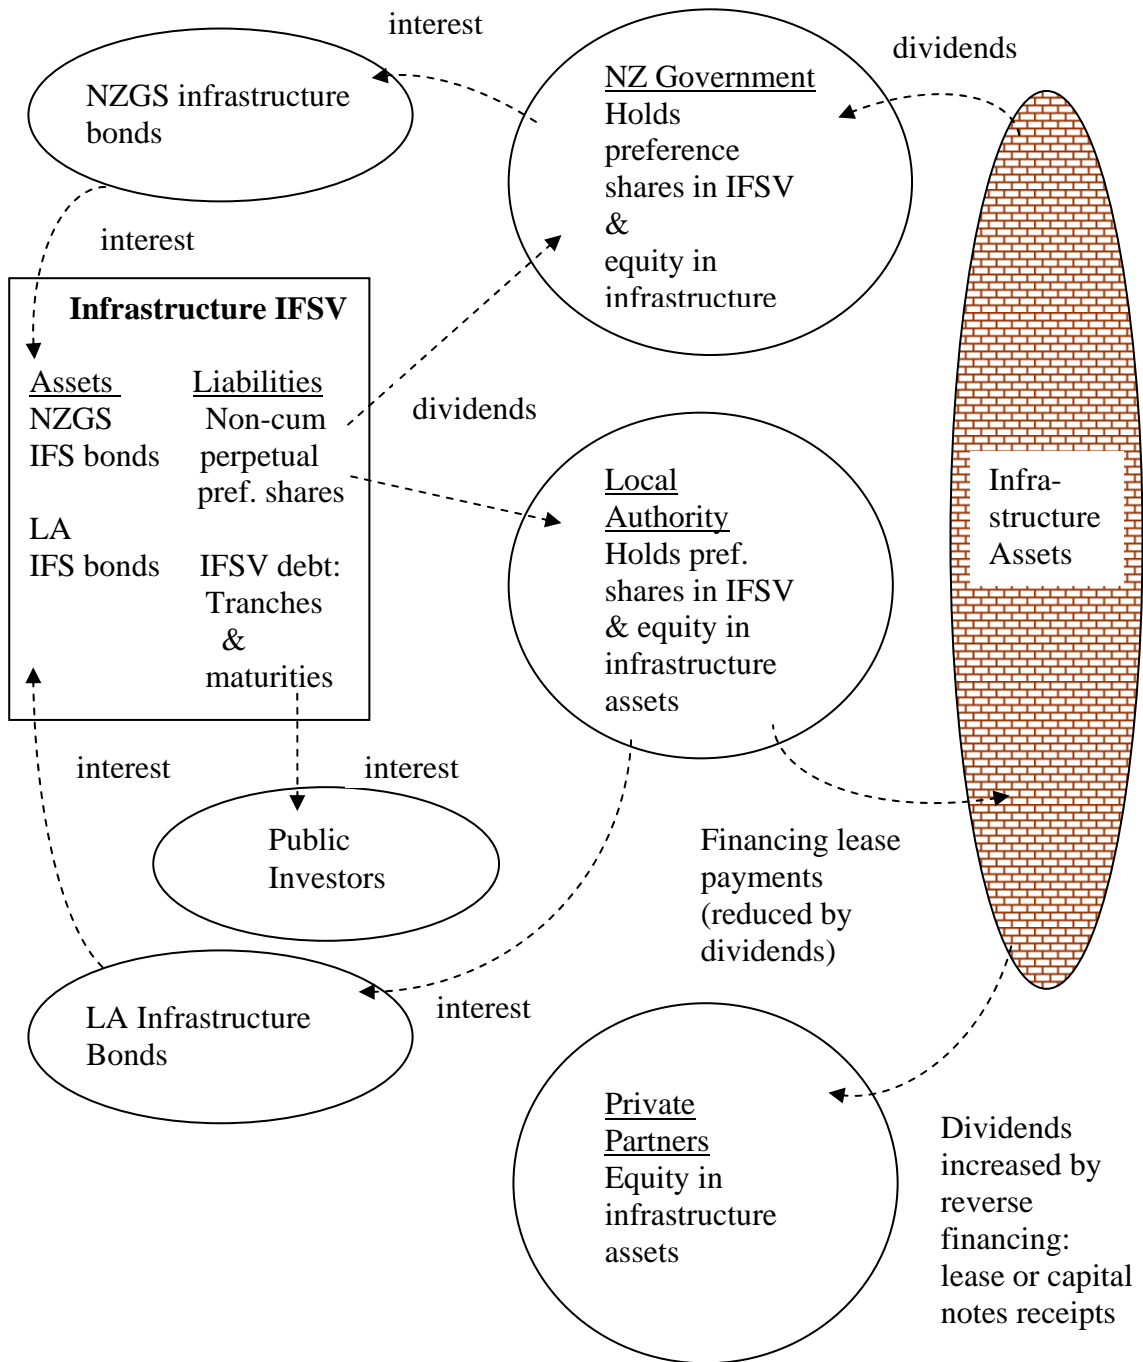 interest
dividends
NZGS infrastructure
bonds
NZ Government
Holds
preference
shares in IFSV
&
equity in
infrastructure
interest
Infrastructure IFSV
Assets
NZGS
IFS bonds
LA
IFS bonds
Liabilities
Non-cum
perpetual
pref. shares
IFSV debt:
Tranches
&
maturities
dividends
Local
Authority
Holds pref.
shares in IFSV
& equity in
infrastructure
assets
Infra-
structure
Assets
interest
interest
Public
Investors
Financing lease
payments
(reduced by
dividends)
LA Infrastructure
Bonds
interest
Private
Partners
Equity in
infrastructure
assets
Dividends
increased by
reverse
financing:
lease or capital
notes receipts